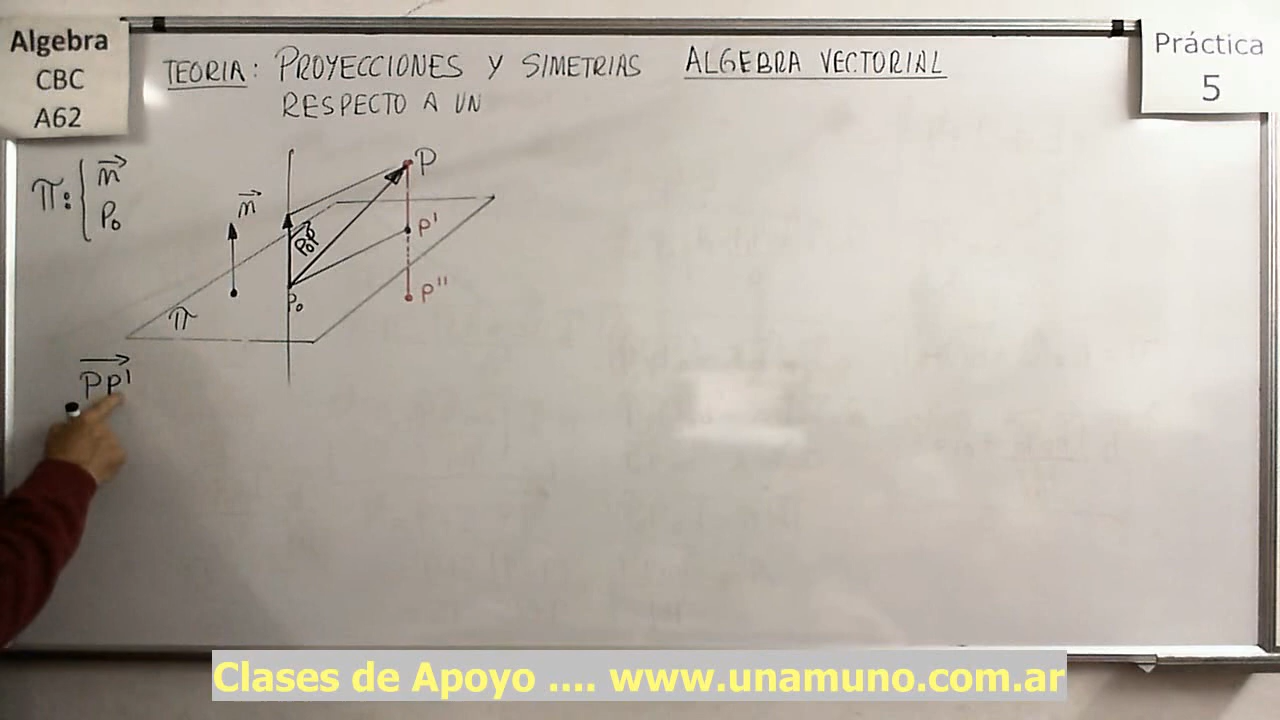 Algebra
CBC
A62
TEORIA: PROYECCIONES Y SIMETRIAS ALGEBRA VECTORIAL
RESPECTO A UN
Práctica
5
π: { n⃗
P₀
n⃗
P
P₀P⃗
P'
P₀
P''
π
PP'⃗
Clases de Apoyo .... www.unamuno.com.ar